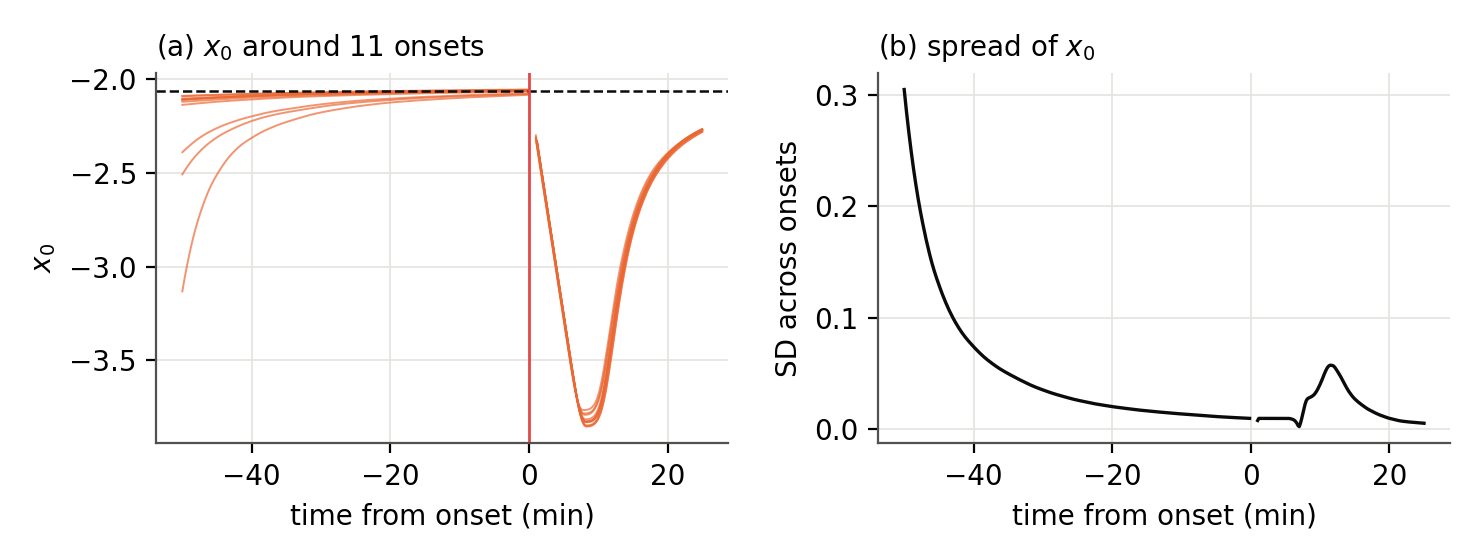 (a) x₀ around 11 onsets
−2.0
−2.5
−3.0
−3.5
x₀
−40
−20
0
20
time from onset (min)
(b) spread of x₀
0.3
0.2
0.1
0.0
SD across onsets
−40
−20
0
20
time from onset (min)